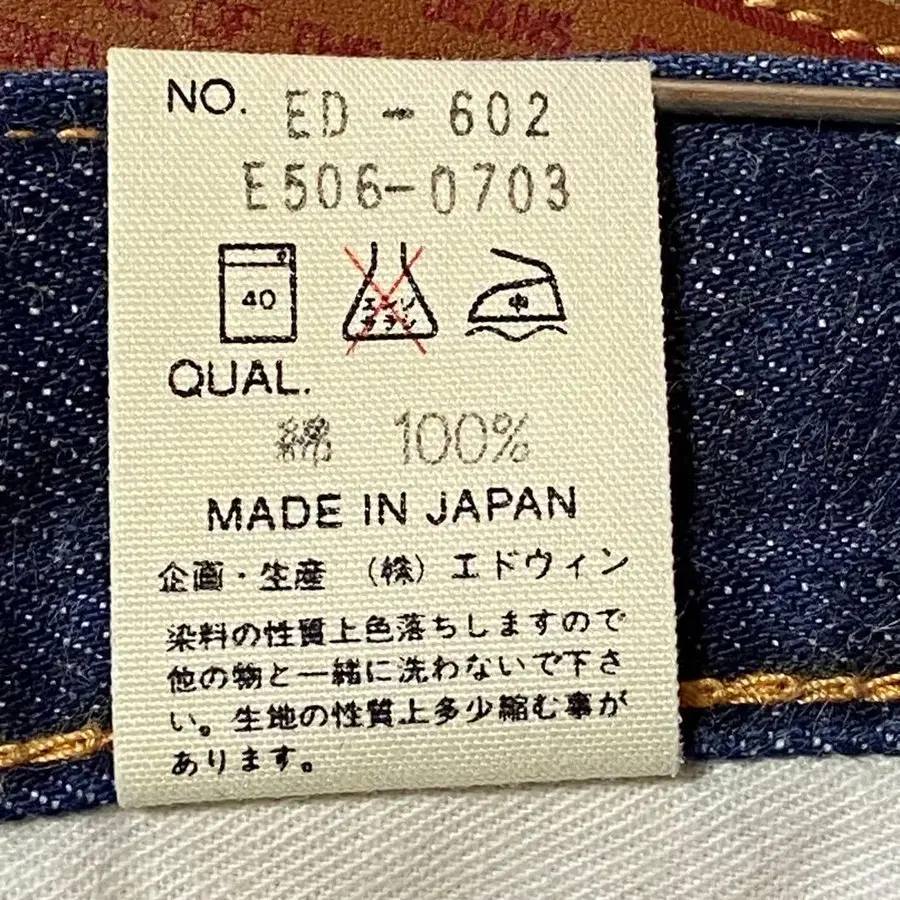 NO. ED-602
E506-0703
40
エンソ
サラシ
中
QUAL.
綿 100%
MADE IN JAPAN
企画・生産 (株)エドウィン
染料の性質上色落ちしますので
他の物と一緒に洗わないで下さ
い。生地の性質上多少縮む事が
あります。